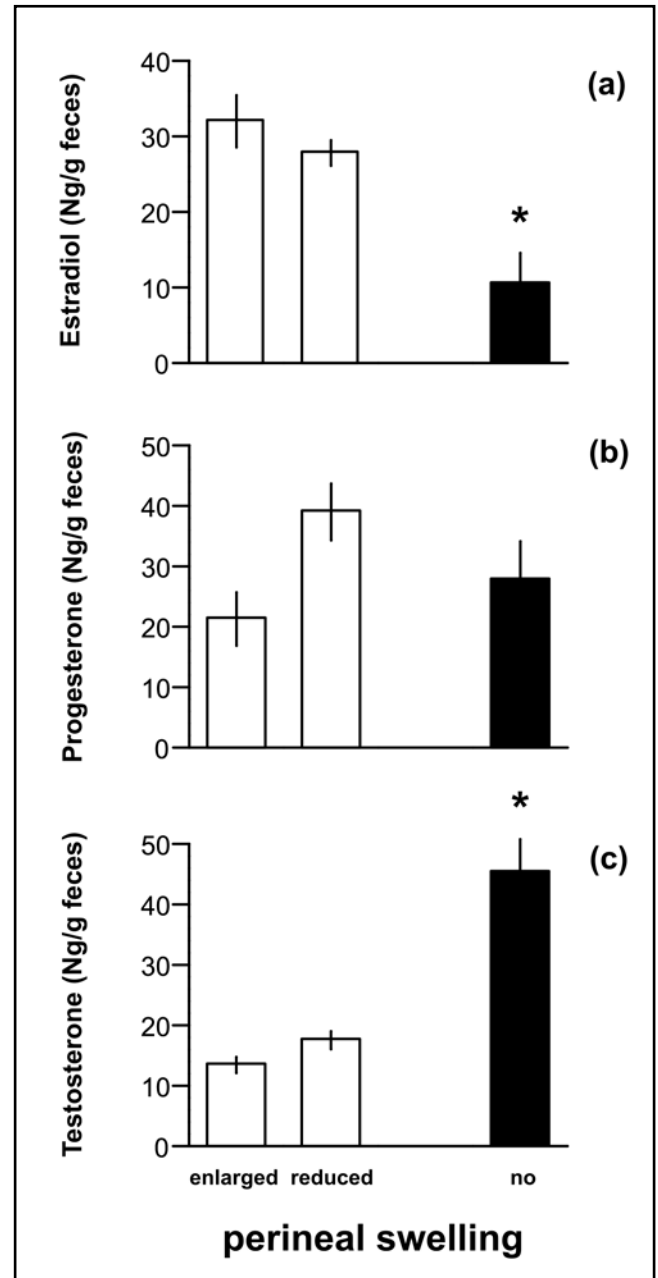 (a)
Estradiol (Ng/g feces)
40
30
20
10
0
*
(b)
Progesterone (Ng/g feces)
50
40
30
20
10
0
*
(c)
Testosterone (Ng/g feces)
50
40
30
20
10
0
enlarged reduced no
perineal swelling